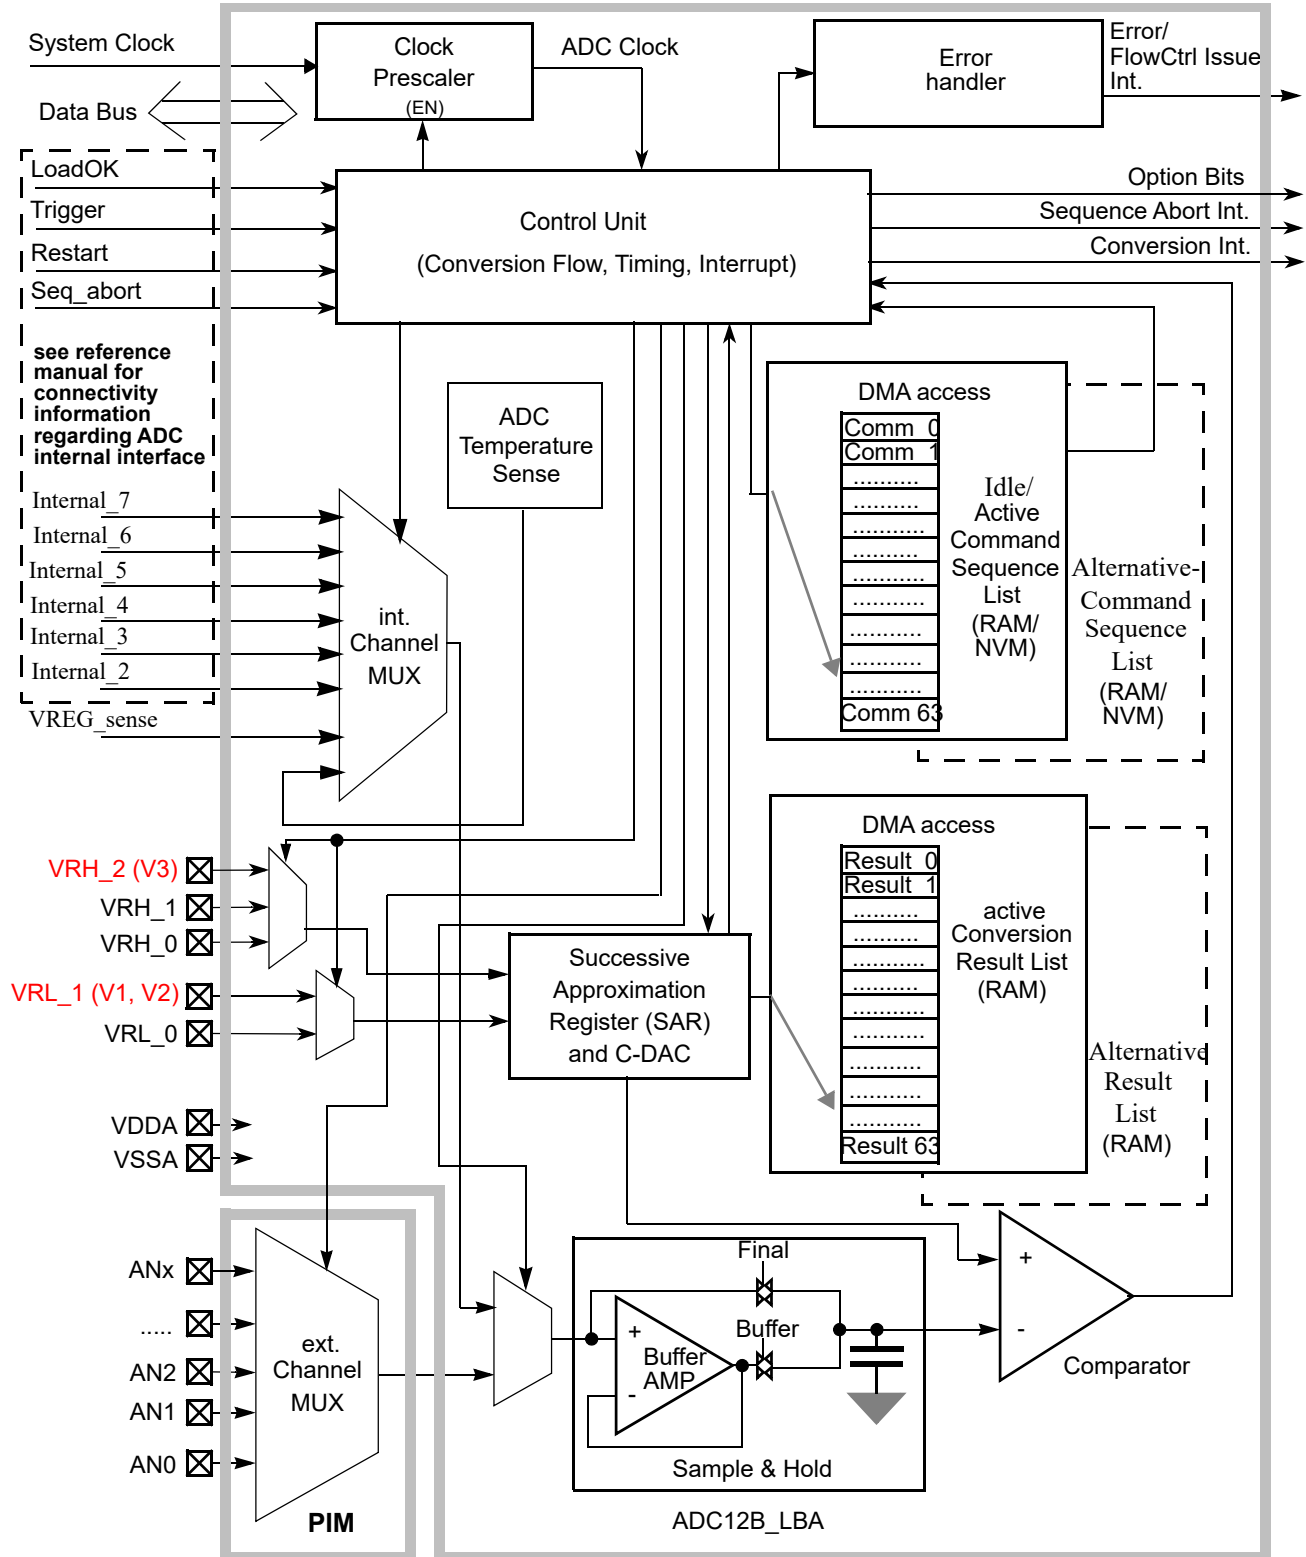 System Clock
Clock
Prescaler
(EN)
ADC Clock
Error
handler
Error/
FlowCtrl Issue
Int.
Data Bus
LoadOK
Trigger
Restart
Seq_abort
Control Unit
(Conversion Flow, Timing, Interrupt)
Option Bits
Sequence Abort Int.
Conversion Int.
see reference
manual for
connectivity
information
regarding ADC
internal interface
ADC
Temperature
Sense
Internal_7
Internal_6
Internal_5
Internal_4
Internal_3
Internal_2
VREG_sense
int.
Channel
MUX
DMA access
Comm 0
Comm 1
..........
..........
...........
..........
...........
...........
...........
...........
...........
Comm 63
Idle/
Active
Command
Sequence
List
(RAM/
NVM)
Alternative-
Command
Sequence
List
(RAM/
NVM)
VRH_2 (V3)
VRH_1
VRH_0
VRL_1 (V1, V2)
VRL_0
VDDA
VSSA
Successive
Approximation
Register (SAR)
and C-DAC
DMA access
Result 0
Result 1
..........
..........
...........
..........
...........
...........
...........
...........
...........
Result 63
active
Conversion
Result List
(RAM)
Alternative
Result
List
(RAM)
ANx
.....
AN2
AN1
AN0
ext.
Channel
MUX
PIM
Final
Buffer
+
Buffer
AMP
-
Sample & Hold
+
-
Comparator
ADC12B_LBA